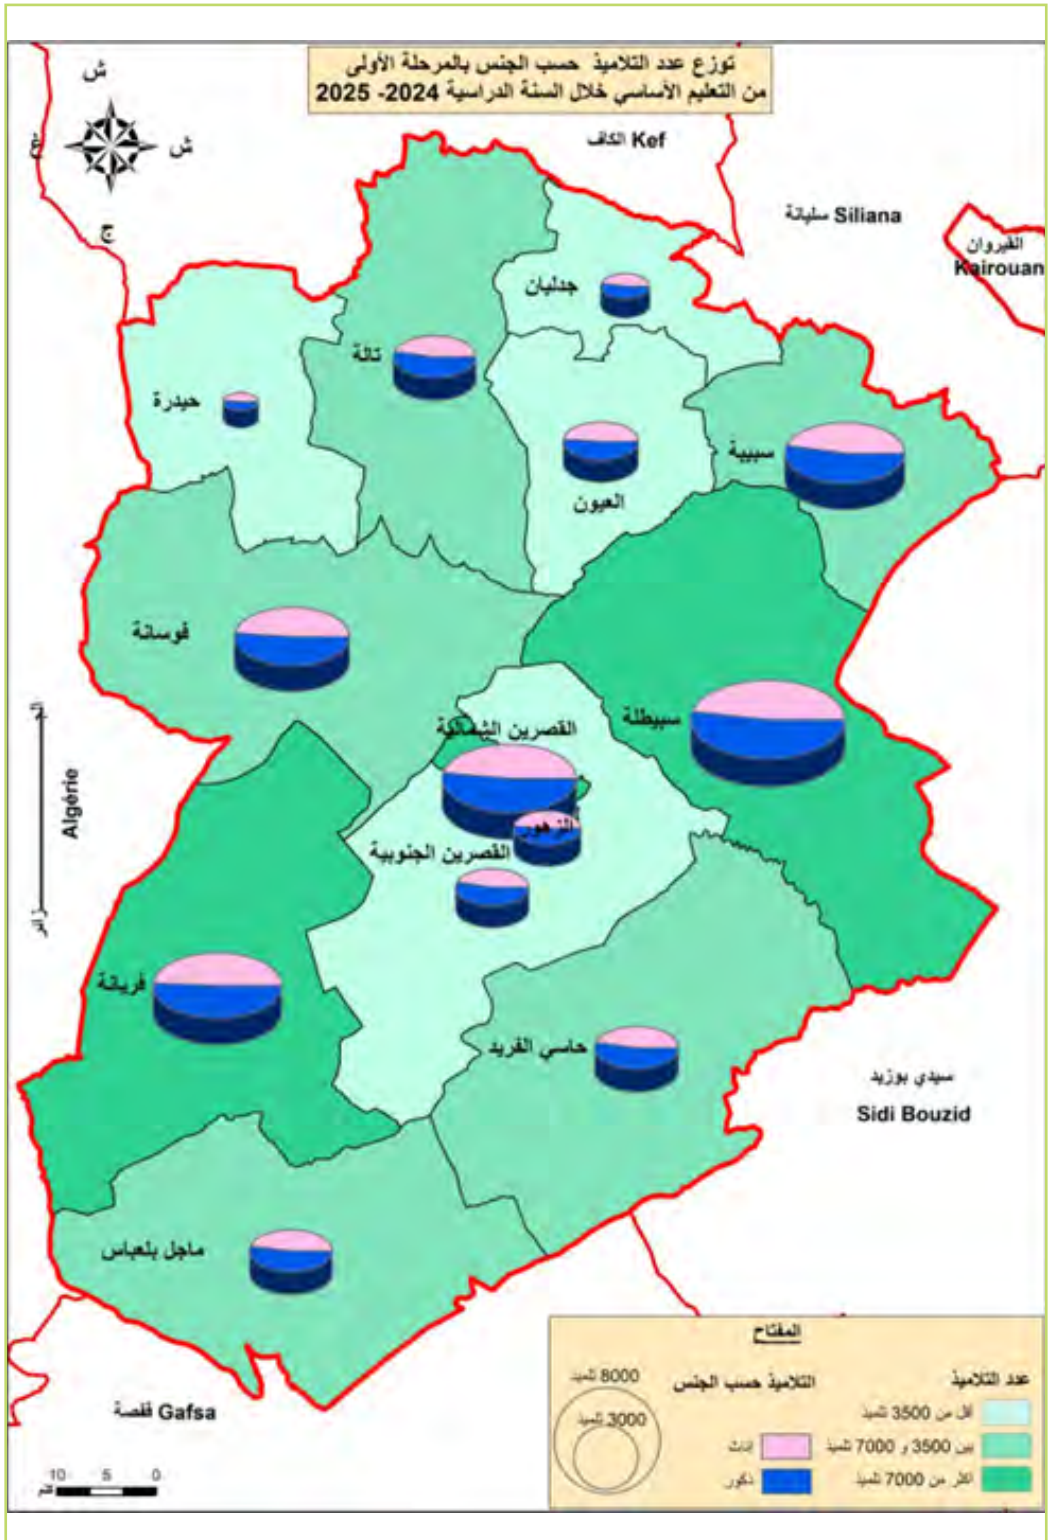 توزع عدد التلاميذ حسب الجنس بالمرحلة الأولى
من التعليم الأساسي خلال السنة الدراسية 2024- 2025
ش
ش
غ
ج
الكاف Kef
سليانة Siliana
القيروان
Kairouan
جدليان
تالة
حيدرة
سبيبة
العيون
فوسانة
سبيطلة
القصرين الشمالية
الزهور
القصرين الجنوبية
الجـ
زائر
Algérie
فريانة
حاسي الفريد
سيدي بوزيد
Sidi Bouzid
ماجل بلعباس
قفصة Gafsa
10 5 0
كلم
المفتاح
عدد التلاميذ
أقل من 3500 تلميذ
بين 3500 و 7000 تلميذ
أكثر من 7000 تلميذ
التلاميذ حسب الجنس
إناث
ذكور
8000 تلميذ
3000 تلميذ